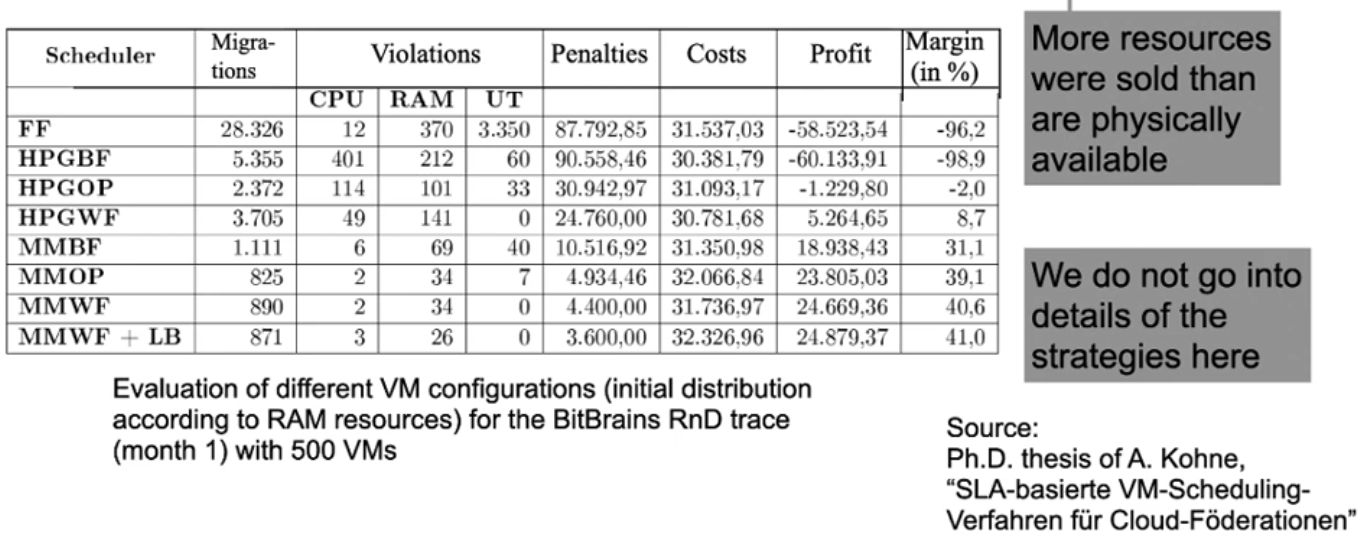 Scheduler Migra- Violations Penalties Costs Profit Margin
tions (in %)
CPU RAM UT
FF 28.326 12 370 3.350 87.792,85 31.537,03 -58.523,54 -96,2
HPGBF 5.355 401 212 60 90.558,46 30.381,79 -60.133,91 -98,9
HPGOP 2.372 114 101 33 30.942,97 31.093,17 -1.229,80 -2,0
HPGWF 3.705 49 141 0 24.760,00 30.781,68 5.264,65 8,7
MMBF 1.111 6 69 40 10.516,92 31.350,98 18.938,43 31,1
MMOP 825 2 34 7 4.934,46 32.066,84 23.805,03 39,1
MMWF 890 2 34 0 4.400,00 31.736,97 24.669,36 40,6
MMWF + LB 871 3 26 0 3.600,00 32.326,96 24.879,37 41,0
More resources
were sold than
are physically
available
We do not go into
details of the
strategies here
Evaluation of different VM configurations (initial distribution
according to RAM resources) for the BitBrains RnD trace
(month 1) with 500 VMs
Source:
Ph.D. thesis of A. Kohne,
“SLA-basierte VM-Scheduling-
Verfahren für Cloud-Föderationen”